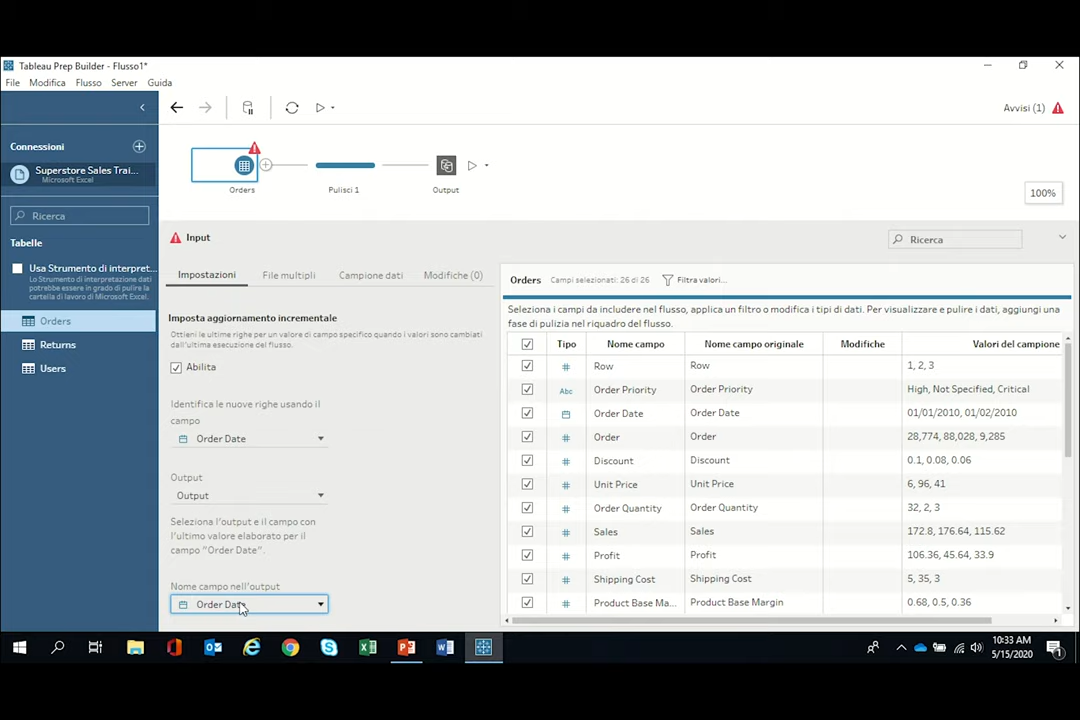 Tableau Prep Builder - Flusso1*
File Modifica Flusso Server Guida
Avvisi (1)
Connessioni
Superstore Sales Trai...
Microsoft Excel
Ricerca
Tabelle
Usa Strumento di interpret...
Lo Strumento di interpretazione dati
potrebbe essere in grado di pulire la
cartella di lavoro di Microsoft Excel.
Orders
Returns
Users
Orders
Pulisci 1
Output
100%
Input
Ricerca
Impostazioni
File multipli
Campione dati
Modifiche (0)
Imposta aggiornamento incrementale
Ottieni le ultime righe per un valore di campo specifico quando i valori sono cambiati
dall'ultima esecuzione del flusso.
Abilita
Identifica le nuove righe usando il
campo
Order Date
Output
Output
Seleziona l'output e il campo con
l'ultimo valore elaborato per il
campo "Order Date".
Nome campo nell'output
Order Date
Orders Campi selezionati: 26 di 26 Filtra valori...
Seleziona i campi da includere nel flusso, applica un filtro o modifica i tipi di dati. Per visualizzare e pulire i dati, aggiungi una
fase di pulizia nel riquadro del flusso.
Tipo Nome campo Nome campo originale Modifiche Valori del campione
# Row Row 1, 2, 3
Abc Order Priority Order Priority High, Not Specified, Critical
Order Date Order Date 01/01/2010, 01/02/2010
# Order Order 28,774, 88,028, 9,285
# Discount Discount 0.1, 0.08, 0.06
# Unit Price Unit Price 6, 96, 41
# Order Quantity Order Quantity 32, 2, 3
# Sales Sales 172.8, 176.64, 115.62
# Profit Profit 106.36, 45.64, 33.9
# Shipping Cost Shipping Cost 5, 35, 3
# Product Base Ma... Product Base Margin 0.68, 0.5, 0.36
10:33 AM
5/15/2020